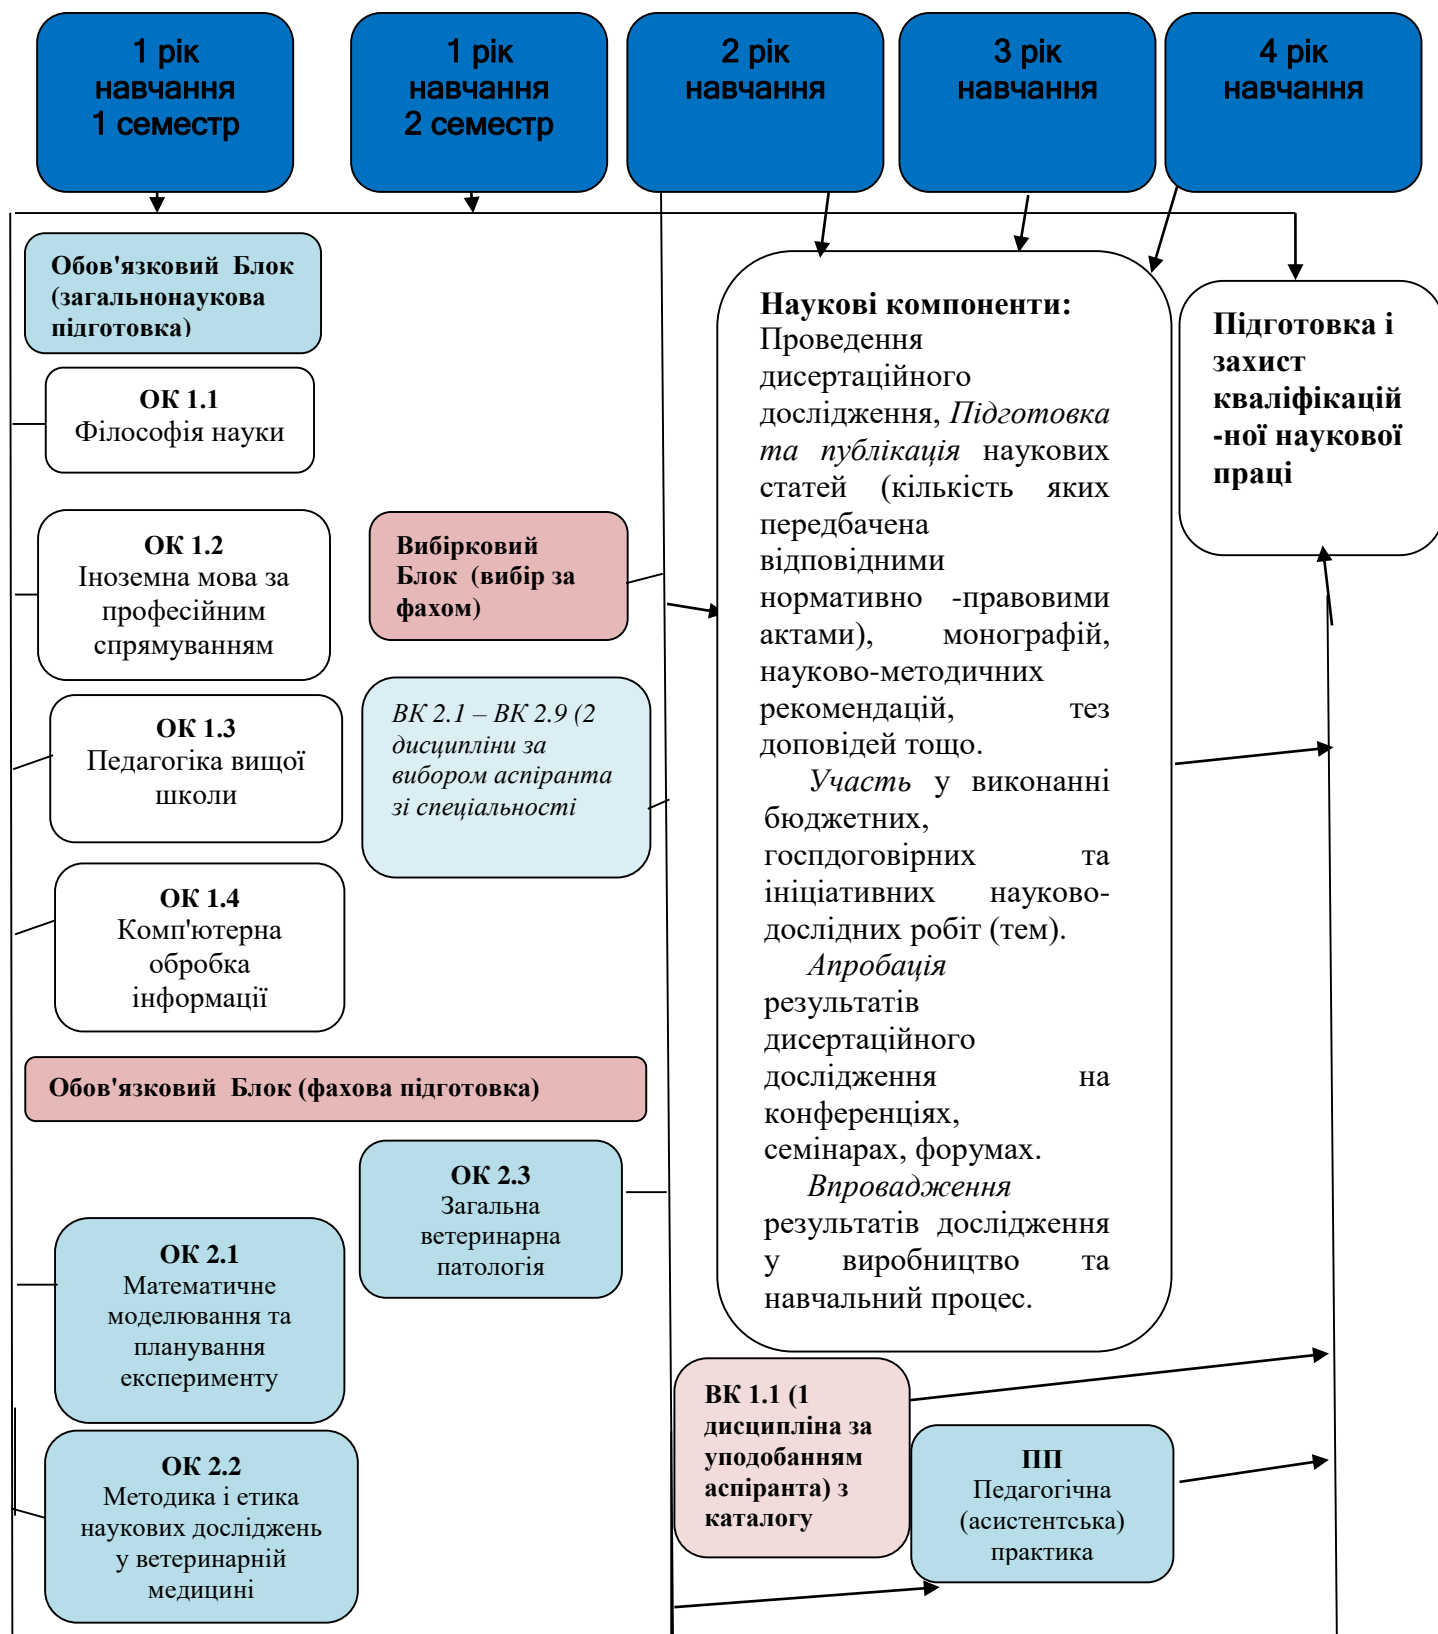 1 рік
навчання
1 семестр
1 рік
навчання
2 семестр
2 рік
навчання
3 рік
навчання
4 рік
навчання
Обов'язковий Блок
(загальнонаукова
підготовка)
ОК 1.1
Філософія науки
ОК 1.2
Іноземна мова за
професійним
спрямуванням
ОК 1.3
Педагогіка вищої
школи
ОК 1.4
Комп'ютерна
обробка
інформації
Вибірковий
Блок (вибір за
фахом)
ВК 2.1 – ВК 2.9 (2
дисципліни за
вибором аспіранта
зі спеціальності
Обов'язковий Блок (фахова підготовка)
ОК 2.3
Загальна
ветеринарна
патологія
ОК 2.1
Математичне
моделювання та
планування
експерименту
ОК 2.2
Методика і етика
наукових досліджень
у ветеринарній
медицині
Наукові компоненти:
Проведення
дисертаційного
дослідження, Підготовка
та публікація наукових
статей (кількість яких
передбачена
відповідними
нормативно -правовими
актами), монографій,
науково-методичних
рекомендацій, тез
доповідей тощо.
Участь у виконанні
бюджетних,
госпдоговірних та
ініціативних науково-
дослідних робіт (тем).
Апробація
результатів
дисертаційного
дослідження на
конференціях,
семінарах, форумах.
Впровадження
результатів дослідження
у виробництво та
навчальний процес.
Підготовка і
захист
кваліфікацій
-ної наукової
праці
ВК 1.1 (1
дисципліна за
уподобанням
аспіранта) з
каталогу
ПП
Педагогічна
(асистентська)
практика